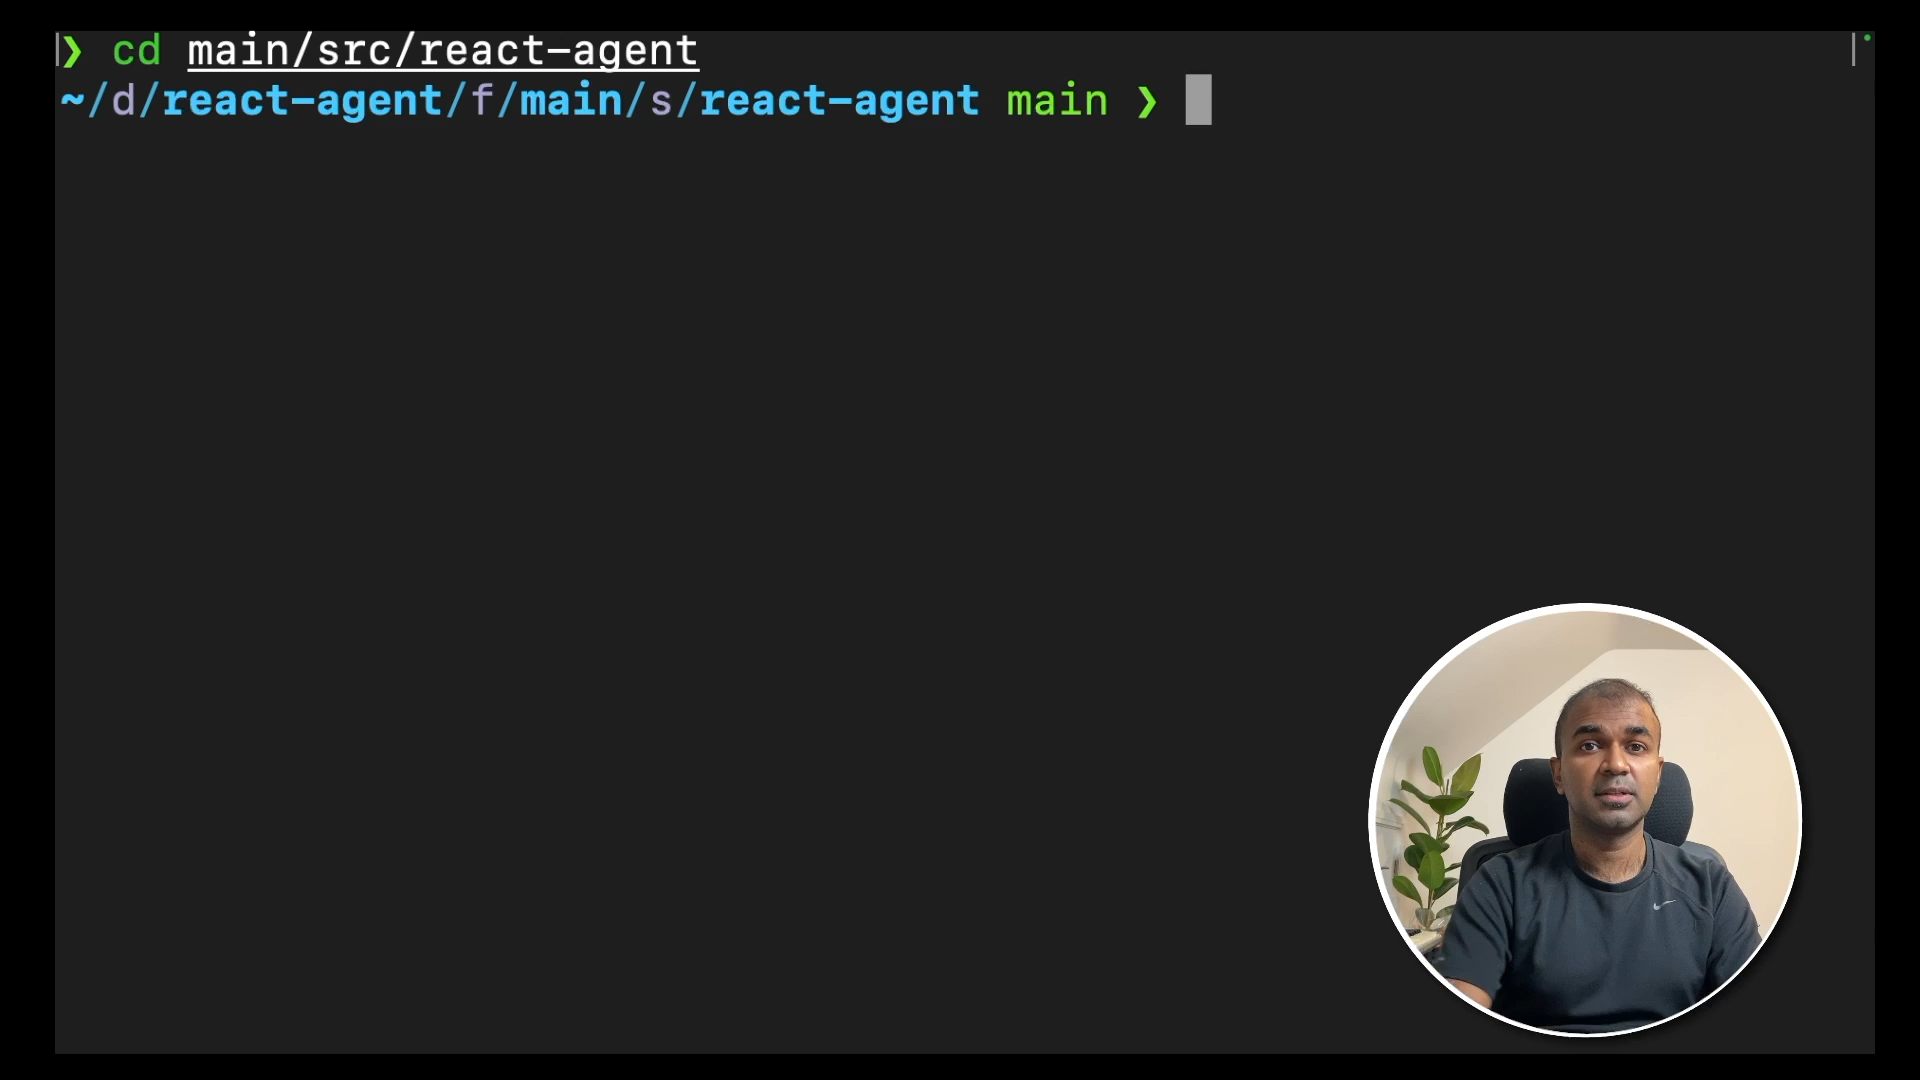 ❯ cd main/src/react-agent
~/d/react-agent/f/main/s/react-agent main ❯